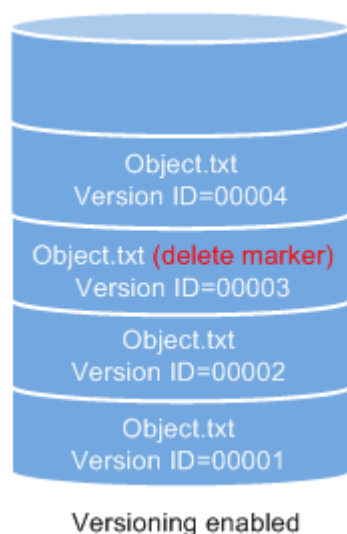 Object.txt
Version ID=00004
Object.txt (delete marker)
Version ID=00003
Object.txt
Version ID=00002
Object.txt
Version ID=00001
Versioning enabled